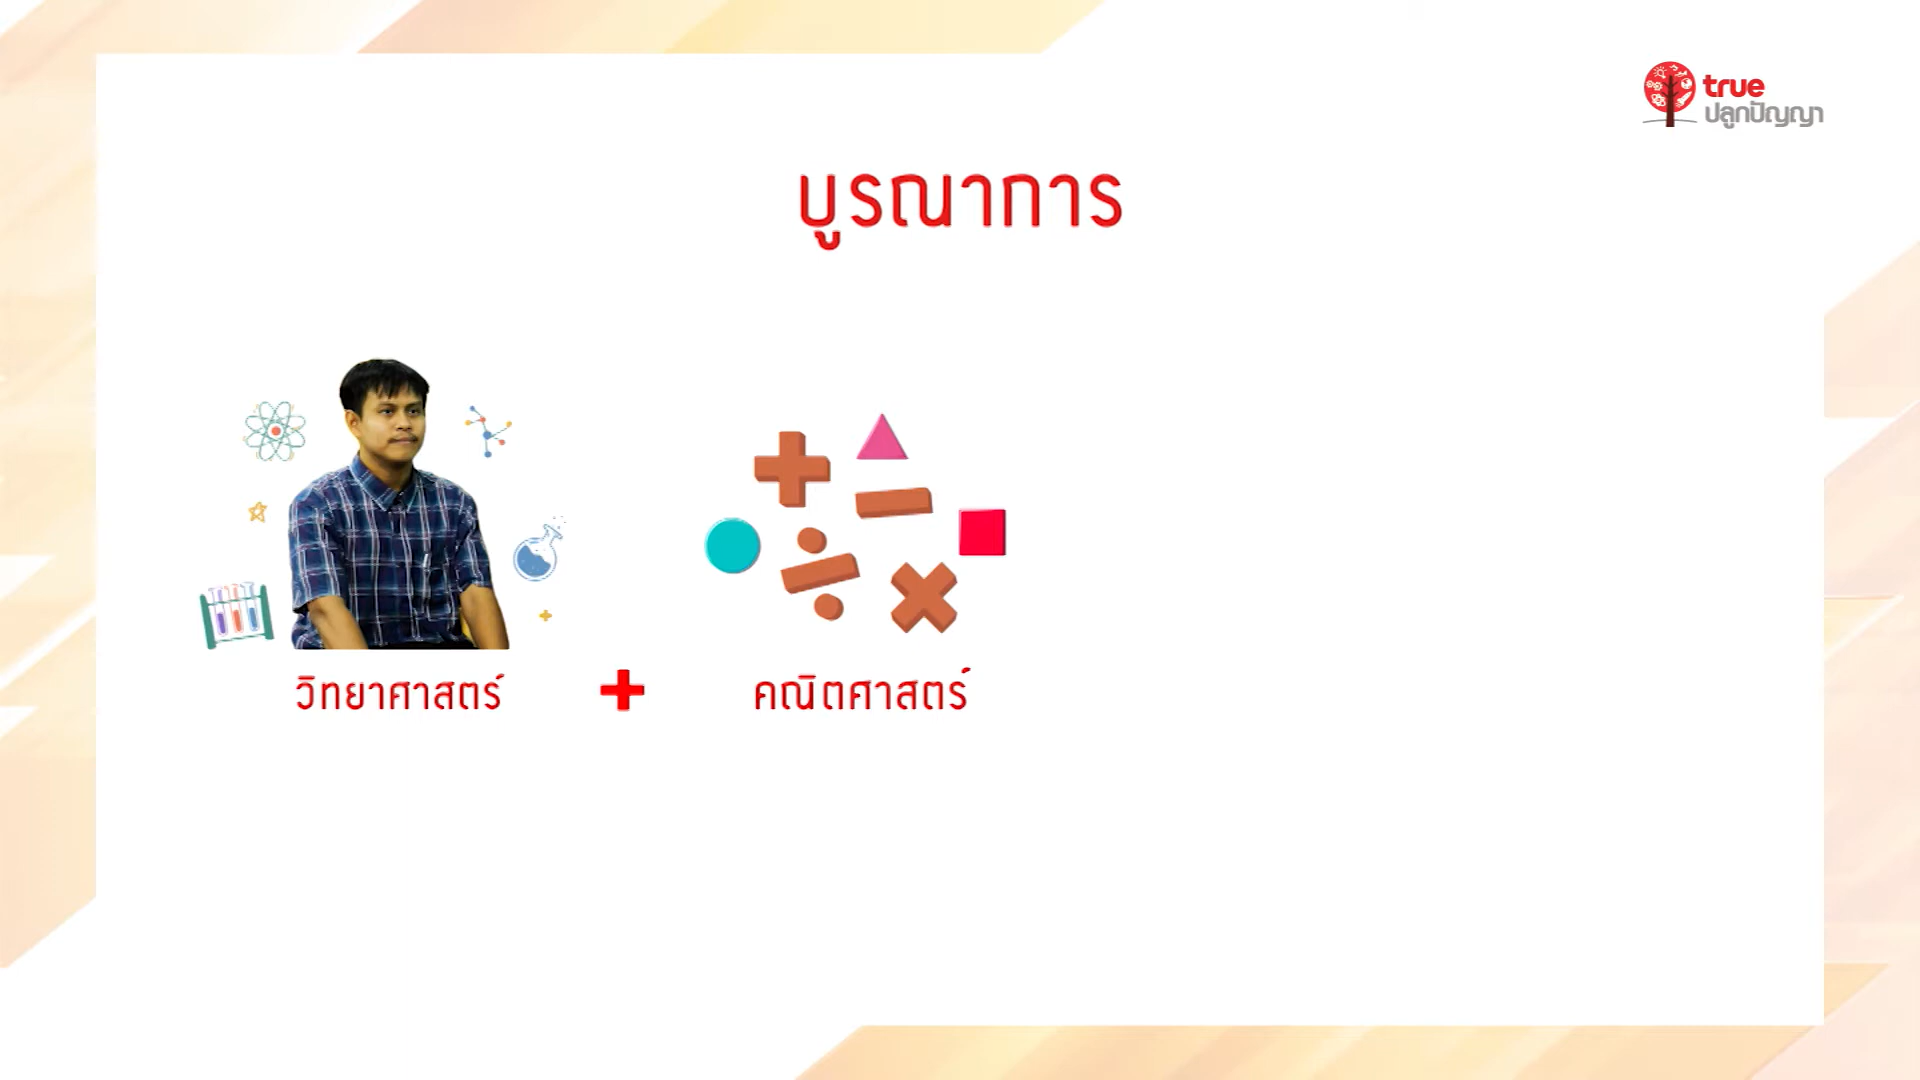 true
ปลูกปัญญา
บูรณาการ
วิทยาศาสตร์ + คณิตศาสตร์